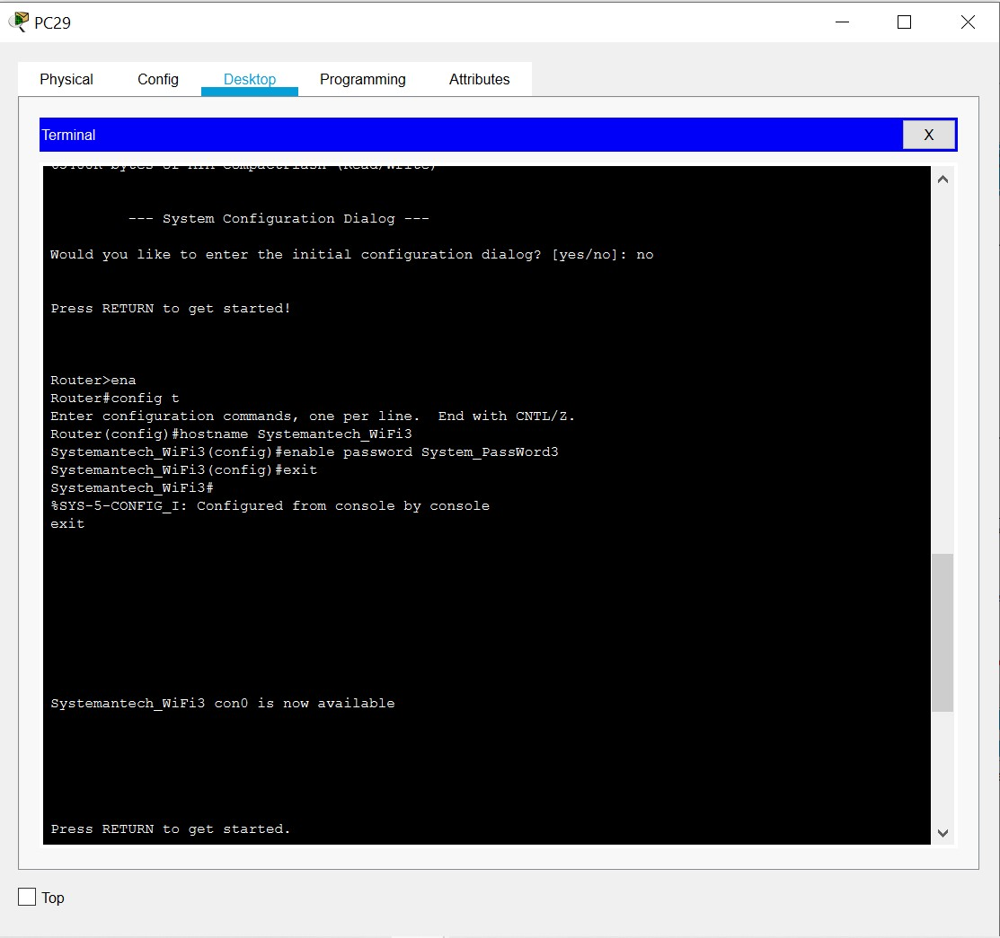 PC29
Physical Config Desktop Programming Attributes
Terminal
X
--- System Configuration Dialog ---
Would you like to enter the initial configuration dialog? [yes/no]: no
Press RETURN to get started!
Router>ena
Router#config t
Enter configuration commands, one per line.  End with CNTL/Z.
Router(config)#hostname Systemantech_WiFi3
Systemantech_WiFi3(config)#enable password System_PassWord3
Systemantech_WiFi3(config)#exit
Systemantech_WiFi3#
%SYS-5-CONFIG_I: Configured from console by console
exit
Systemantech_WiFi3 con0 is now available
Press RETURN to get started.
Top